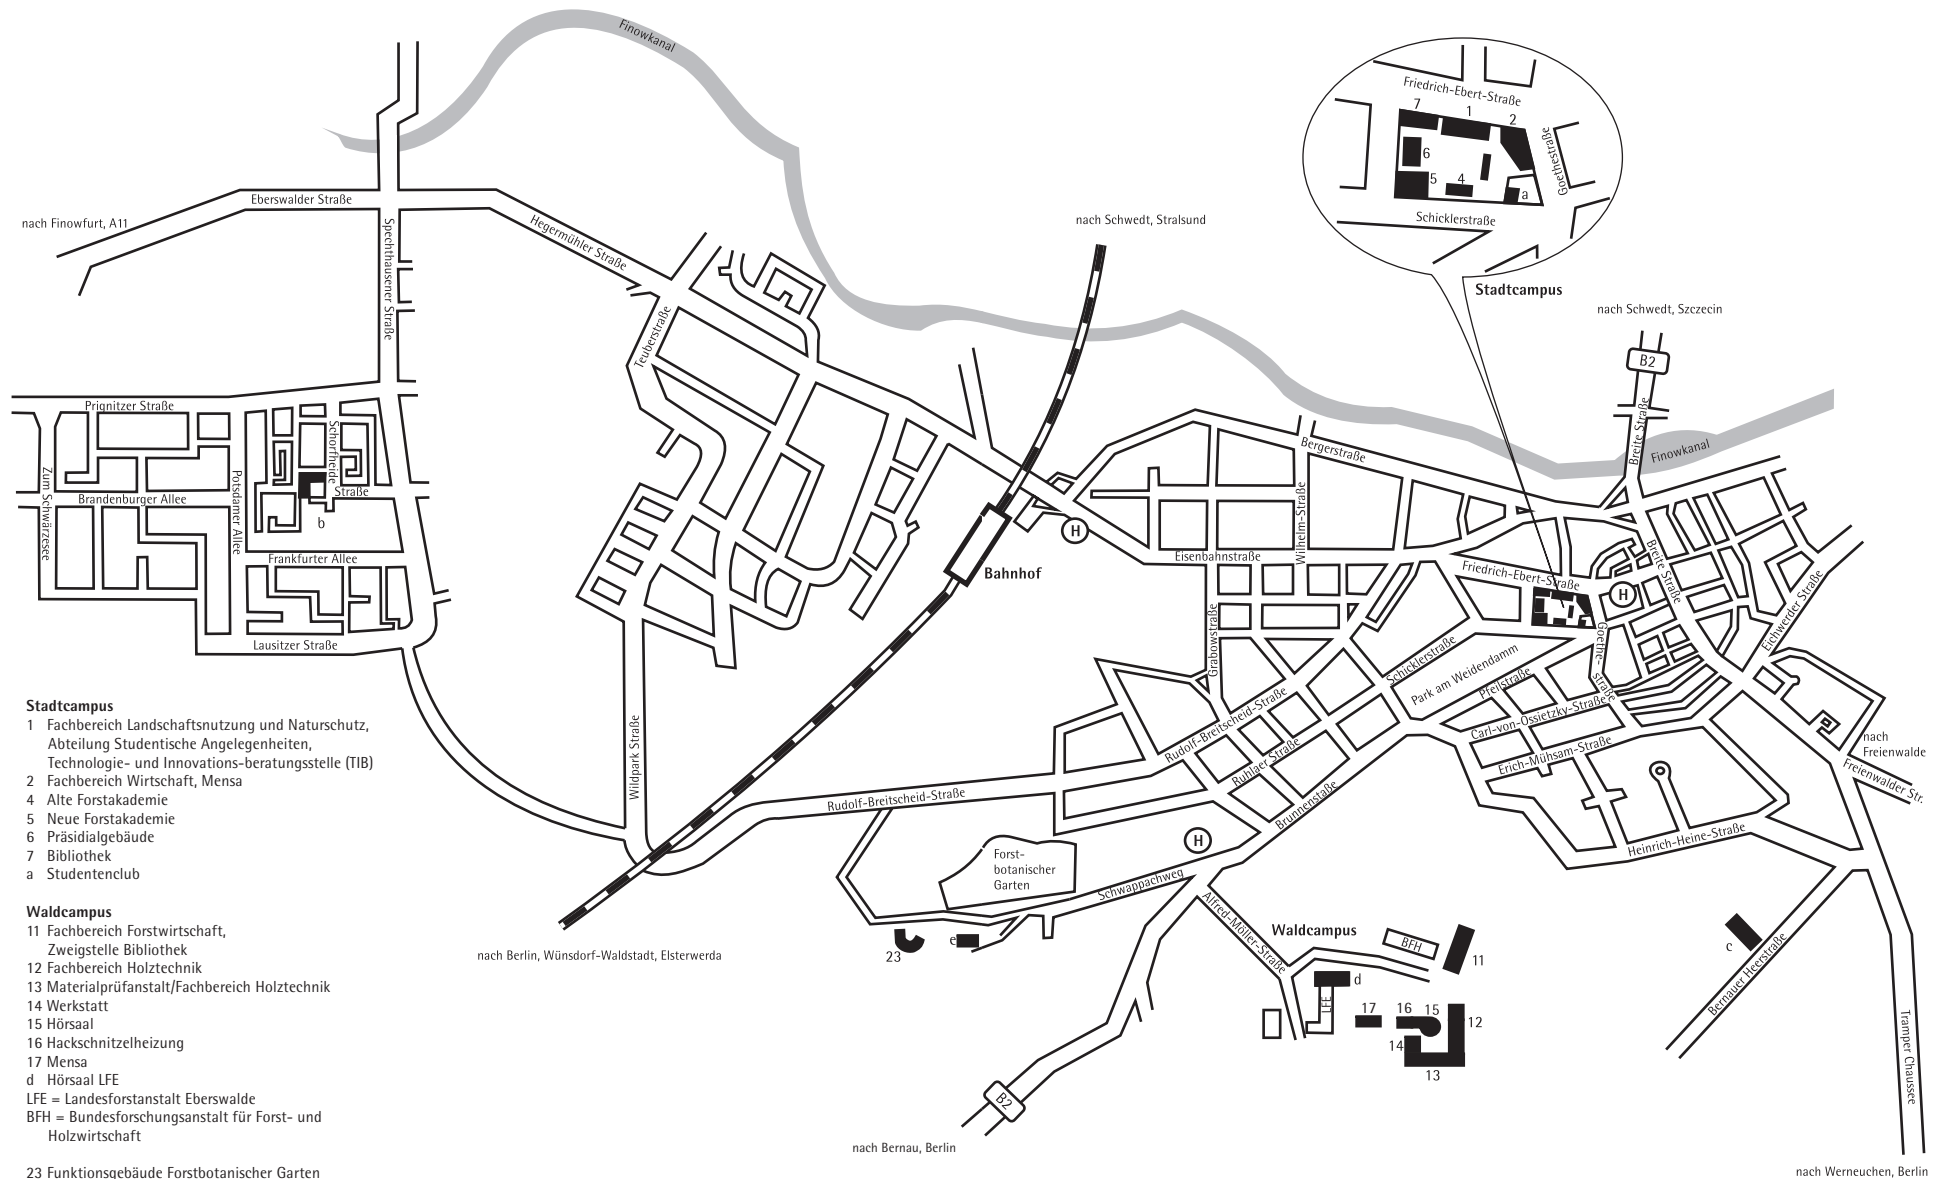 Finowkanal
Friedrich-Ebert-Straße
7
1
2
6
5
4
a
Goethestraße
Schicklerstraße
Stadtcampus
Eberswalder Straße
nach Finowfurt, A11
Spechthausener Straße
Hegermühler Straße
nach Schwedt, Stralsund
nach Schwedt, Szczecin
B2
Teuberstraße
Prignitzer Straße
Schorfheide
Straße
b
Zum Schwärzesee
Brandenburger Allee
Potsdamer Allee
Frankfurter Allee
Lausitzer Straße
Bergerstraße
Breite Straße
Finowkanal
H
Bahnhof
Eisenbahnstraße
Wilhelm-Straße
Friedrich-Ebert-Straße
H
Breite Straße
Eichwerder Straße
Grabowstraße
Goethe-
straße
Schicklerstraße
Park am Weidendamm
Pfeilstraße
Carl-von-Ossietzky-Straße
Erich-Mühsam-Straße
Rudolf-Breitscheid-Straße
Ruhlaer Straße
Brunnenstaße
Wildpark Straße
Rudolf-Breitscheid-Straße
nach
Freienwalde
Freienwalder Str.
Heinrich-Heine-Straße
H
Forst-
botanischer
Garten
Schwappachweg
Alfred-Möller-Straße
Waldcampus
BFH
11
d
LFE
17
16
15
12
14
13
23
e
c
Bernauer Heerstraße
Tramper Chaussee
nach Berlin, Wünsdorf-Waldstadt, Elsterwerda
B2
nach Bernau, Berlin
nach Werneuchen, Berlin
Stadtcampus
1 Fachbereich Landschaftsnutzung und Naturschutz,
Abteilung Studentische Angelegenheiten,
Technologie- und Innovations-beratungsstelle (TIB)
2 Fachbereich Wirtschaft, Mensa
4 Alte Forstakademie
5 Neue Forstakademie
6 Präsidialgebäude
7 Bibliothek
a Studentenclub
Waldcampus
11 Fachbereich Forstwirtschaft,
Zweigstelle Bibliothek
12 Fachbereich Holztechnik
13 Materialprüfanstalt/Fachbereich Holztechnik
14 Werkstatt
15 Hörsaal
16 Hackschnitzelheizung
17 Mensa
d Hörsaal LFE
LFE = Landesforstanstalt Eberswalde
BFH = Bundesforschungsanstalt für Forst- und
Holzwirtschaft
23 Funktionsgebäude Forstbotanischer Garten